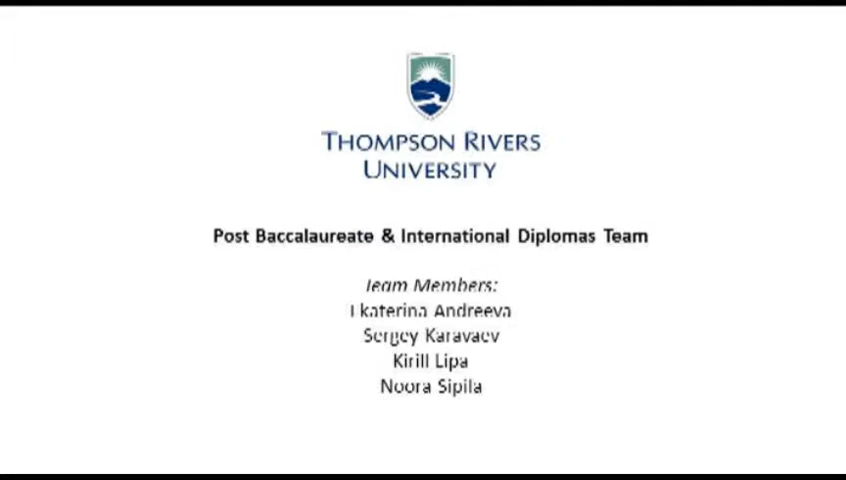 THOMPSON RIVERS
UNIVERSITY
Post Baccalaureate & International Diplomas Team
Team Members:
Ekaterina Andreeva
Sergey Karavaev
Kirill Lipa
Noora Sipila